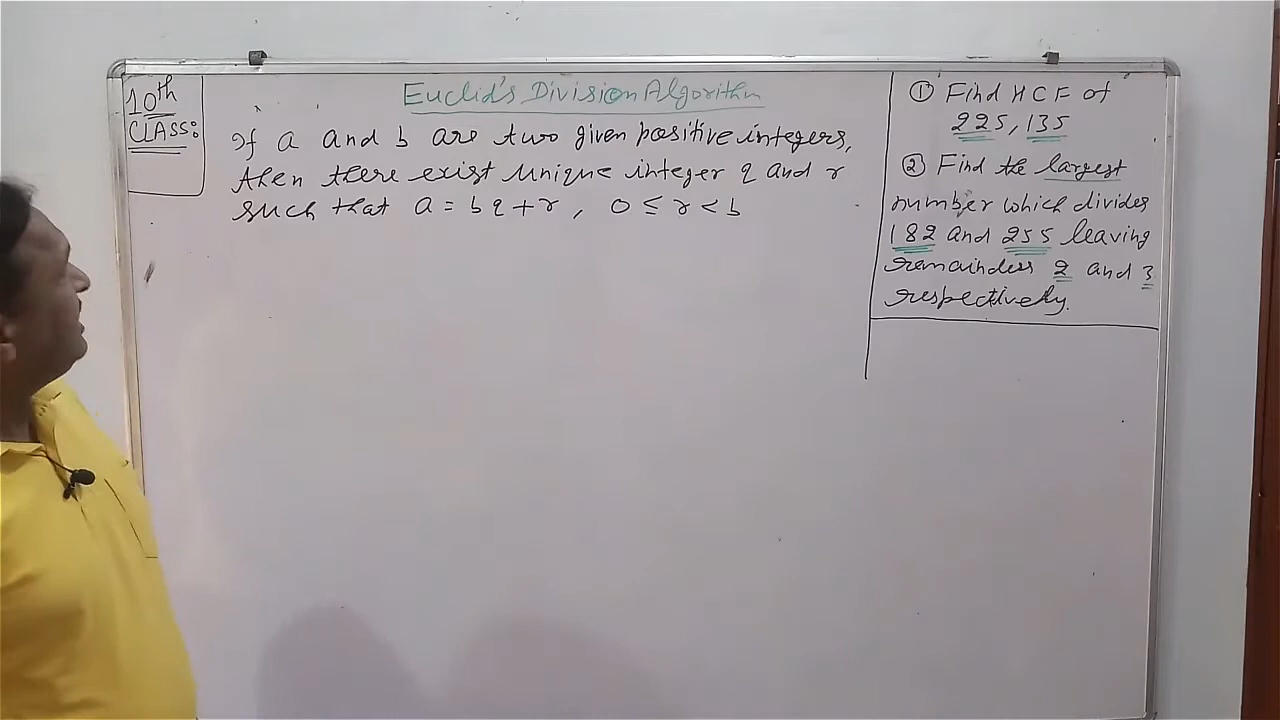 10th
CLASS:
Euclid's Division Algorithm
If a and b are two given positive integers,
then there exist unique integer q and r
such that a = bq + r, 0 ≤ r < b
① Find HCF of
225, 135
② Find the largest
number which divides
182 and 255 leaving
remainders 2 and 3
respectively.